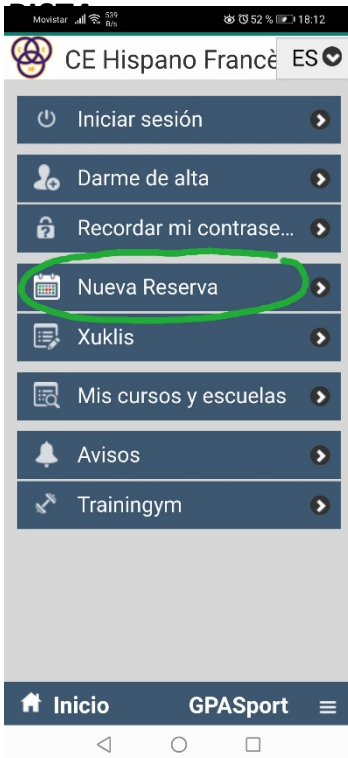 Movistar 539 B/s 52 % 18:12
CE Hispano Francè ES
Iniciar sesión
Darme de alta
Recordar mi contrase...
Nueva Reserva
Xuklis
Mis cursos y escuelas
Avisos
Trainingym
Inicio GPASport